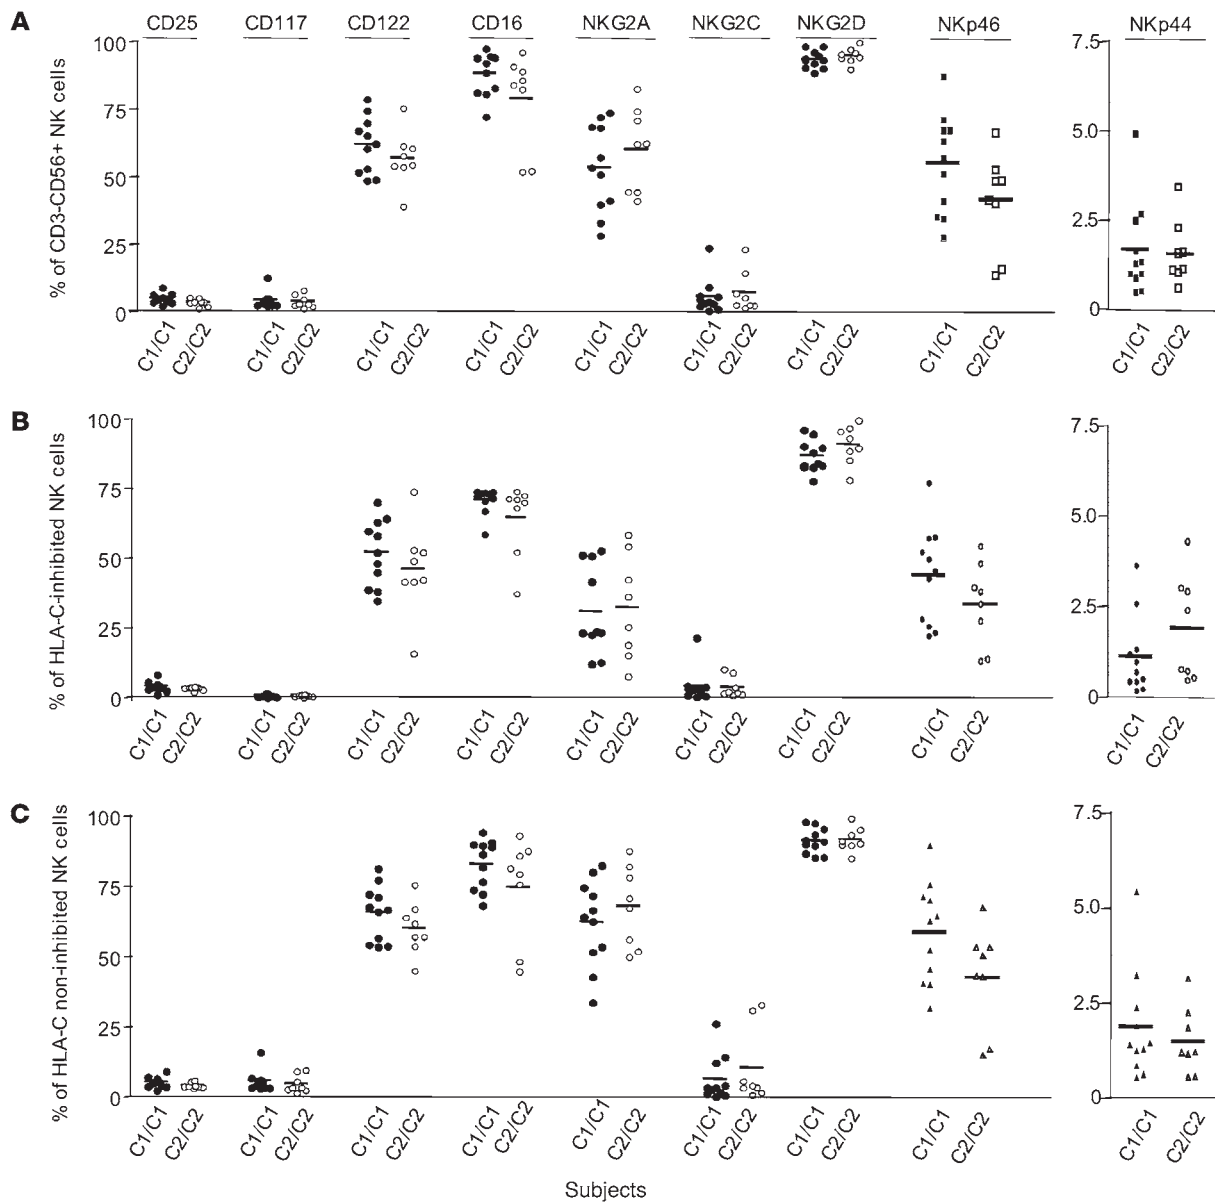 A
CD25 CD117 CD122 CD16 NKG2A NKG2C NKG2D NKp46 NKp44
% of CD3-CD56+ NK cells
100
75
50
25
0
7.5
5.0
2.5
0
C1/C1 C2/C2 C1/C1 C2/C2 C1/C1 C2/C2 C1/C1 C2/C2 C1/C1 C2/C2 C1/C1 C2/C2 C1/C1 C2/C2 C1/C1 C2/C2 C1/C1 C2/C2
B
% of HLA-C-inhibited NK cells
100
75
50
25
0
7.5
5.0
2.5
0
C1/C1 C2/C2 C1/C1 C2/C2 C1/C1 C2/C2 C1/C1 C2/C2 C1/C1 C2/C2 C1/C1 C2/C2 C1/C1 C2/C2 C1/C1 C2/C2 C1/C1 C2/C2
C
% of HLA-C non-inhibited NK cells
100
75
50
25
0
7.5
5.0
2.5
0
C1/C1 C2/C2 C1/C1 C2/C2 C1/C1 C2/C2 C1/C1 C2/C2 C1/C1 C2/C2 C1/C1 C2/C2 C1/C1 C2/C2 C1/C1 C2/C2 C1/C1 C2/C2
Subjects